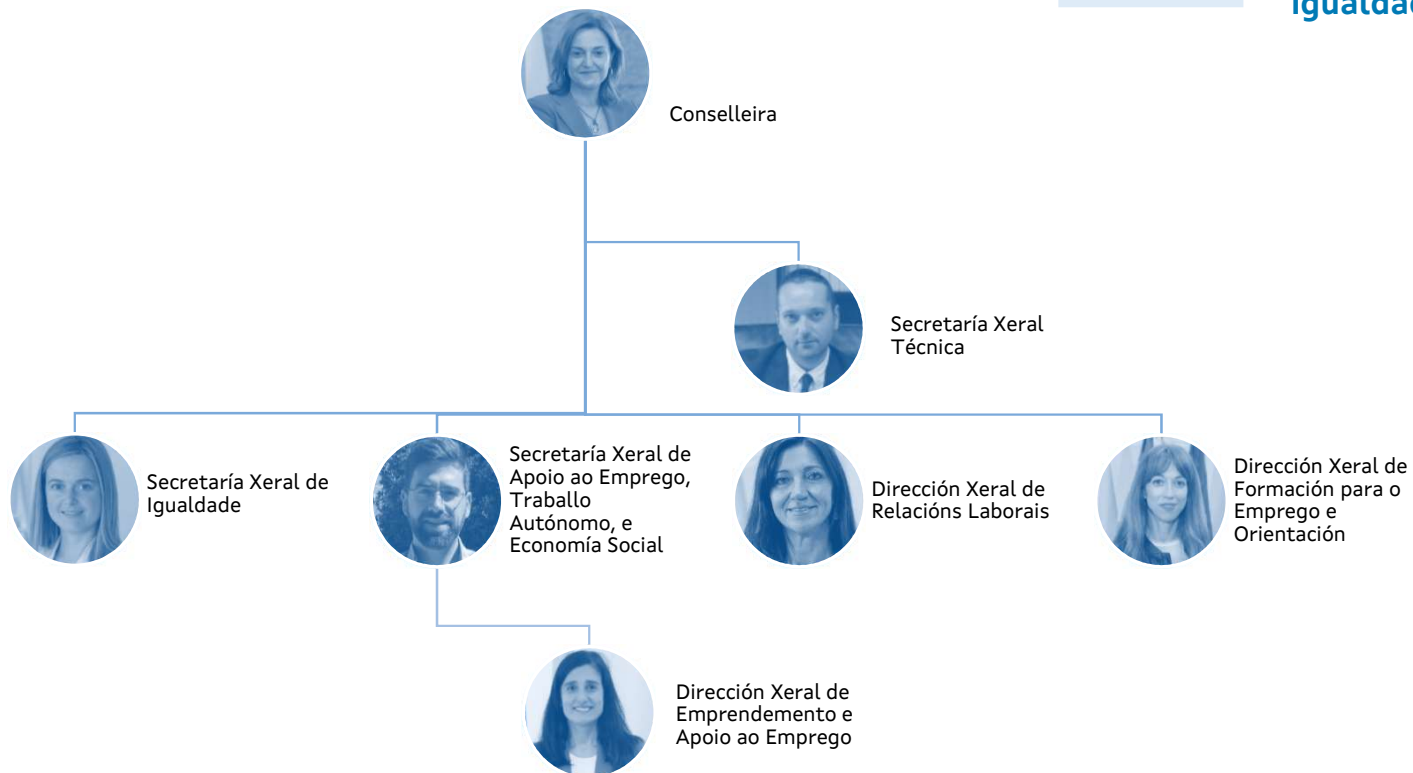 Igualdad
Conselleira
Secretaría Xeral
Técnica
Secretaría Xeral de
Igualdade
Secretaría Xeral de
Apoio ao Emprego,
Traballo
Autónomo, e
Economía Social
Dirección Xeral de
Relacións Laborais
Dirección Xeral de
Formación para o
Emprego e
Orientación
Dirección Xeral de
Emprendemento e
Apoio ao Emprego